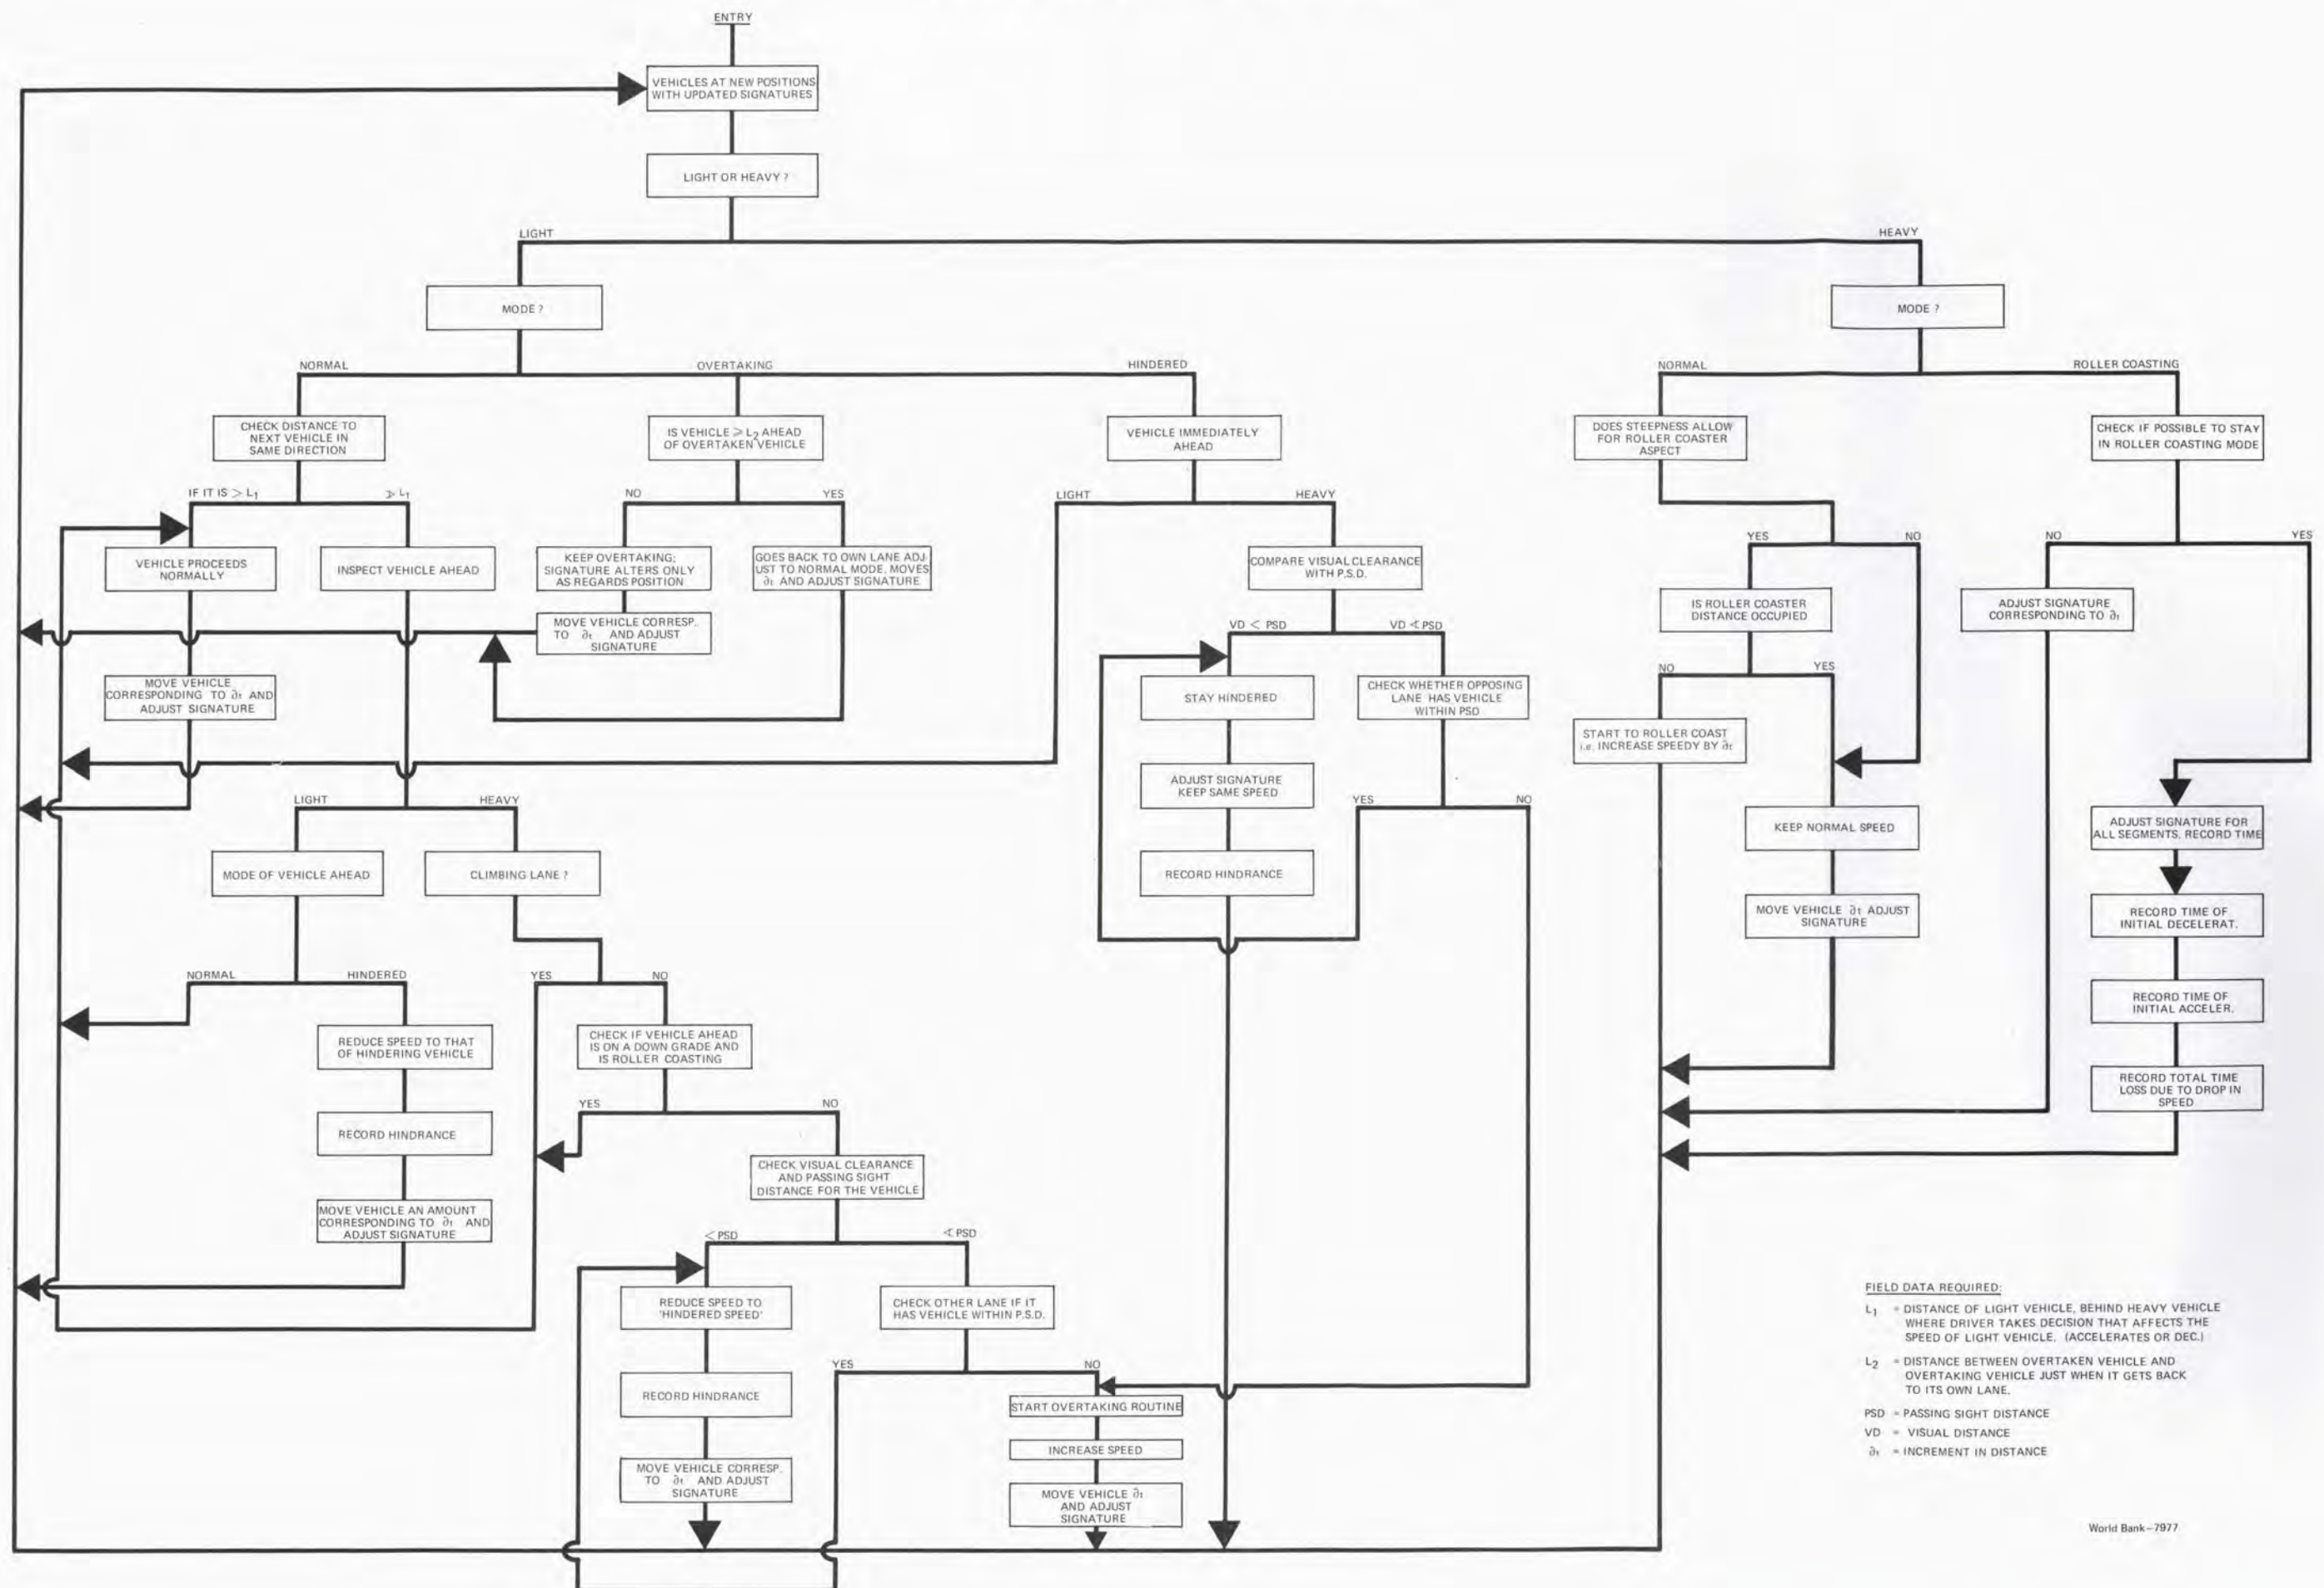 ENTRY
VEHICLES AT NEW POSITIONS
WITH UPDATED SIGNATURES
LIGHT OR HEAVY ?
LIGHT
HEAVY
MODE ?
MODE ?
NORMAL
OVERTAKING
HINDERED
NORMAL
ROLLER COASTING
CHECK DISTANCE TO
NEXT VEHICLE IN
SAME DIRECTION
IS VEHICLE ⩾ L2 AHEAD
OF OVERTAKEN VEHICLE
VEHICLE IMMEDIATELY
AHEAD
DOES STEEPNESS ALLOW
FOR ROLLER COASTER
ASPECT
CHECK IF POSSIBLE TO STAY
IN ROLLER COASTING MODE
IF IT IS > L1
≯ L1
NO
YES
LIGHT
HEAVY
YES
NO
NO
YES
VEHICLE PROCEEDS
NORMALLY
INSPECT VEHICLE AHEAD
KEEP OVERTAKING;
SIGNATURE ALTERS ONLY
AS REGARDS POSITION
GOES BACK TO OWN LANE ADJ-
UST TO NORMAL MODE. MOVES
∂t AND ADJUST SIGNATURE
COMPARE VISUAL CLEARANCE
WITH P.S.D.
IS ROLLER COASTER
DISTANCE OCCUPIED
ADJUST SIGNATURE
CORRESPONDING TO ∂t
MOVE VEHICLE CORRESP.
TO ∂t AND ADJUST
SIGNATURE
VD < PSD
VD ≮ PSD
NO
YES
MOVE VEHICLE
CORRESPONDING TO ∂t AND
ADJUST SIGNATURE
STAY HINDERED
CHECK WHETHER OPPOSING
LANE HAS VEHICLE
WITHIN PSD
START TO ROLLER COAST
i.e. INCREASE SPEEDY BY ∂t
ADJUST SIGNATURE
KEEP SAME SPEED
LIGHT
HEAVY
YES
NO
KEEP NORMAL SPEED
ADJUST SIGNATURE FOR
ALL SEGMENTS. RECORD TIME
MODE OF VEHICLE AHEAD
CLIMBING LANE ?
RECORD HINDRANCE
MOVE VEHICLE ∂t ADJUST
SIGNATURE
RECORD TIME OF
INITIAL DECELERAT.
NORMAL
HINDERED
YES
NO
RECORD TIME OF
INITIAL ACCELER.
REDUCE SPEED TO THAT
OF HINDERING VEHICLE
CHECK IF VEHICLE AHEAD
IS ON A DOWN GRADE AND
IS ROLLER COASTING
RECORD TOTAL TIME
LOSS DUE TO DROP IN
SPEED
YES
NO
RECORD HINDRANCE
CHECK VISUAL CLEARANCE
AND PASSING SIGHT
DISTANCE FOR THE VEHICLE
MOVE VEHICLE AN AMOUNT
CORRESPONDING TO ∂t AND
ADJUST SIGNATURE
< PSD
≮ PSD
REDUCE SPEED TO
'HINDERED SPEED'
CHECK OTHER LANE IF IT
HAS VEHICLE WITHIN P.S.D.
YES
NO
RECORD HINDRANCE
START OVERTAKING ROUTINE
INCREASE SPEED
MOVE VEHICLE CORRESP.
TO ∂t AND ADJUST
SIGNATURE
MOVE VEHICLE ∂t
AND ADJUST
SIGNATURE
FIELD DATA REQUIRED:
L1 = DISTANCE OF LIGHT VEHICLE, BEHIND HEAVY VEHICLE
WHERE DRIVER TAKES DECISION THAT AFFECTS THE
SPEED OF LIGHT VEHICLE. (ACCELERATES OR DEC.)
L2 = DISTANCE BETWEEN OVERTAKEN VEHICLE AND
OVERTAKING VEHICLE JUST WHEN IT GETS BACK
TO ITS OWN LANE.
PSD = PASSING SIGHT DISTANCE
VD = VISUAL DISTANCE
∂t = INCREMENT IN DISTANCE
World Bank—7977